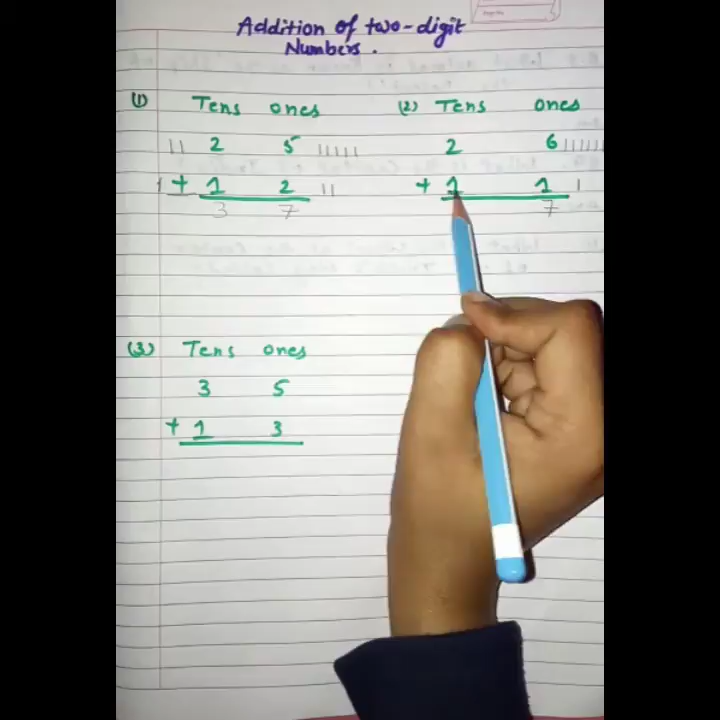 Addition of two-digit
Numbers.
(1) Tens ones
2 5
+ 1 2
3 7
(2) Tens ones
2 6
+ 1 1
7
(3) Tens ones
3 5
+ 1 3